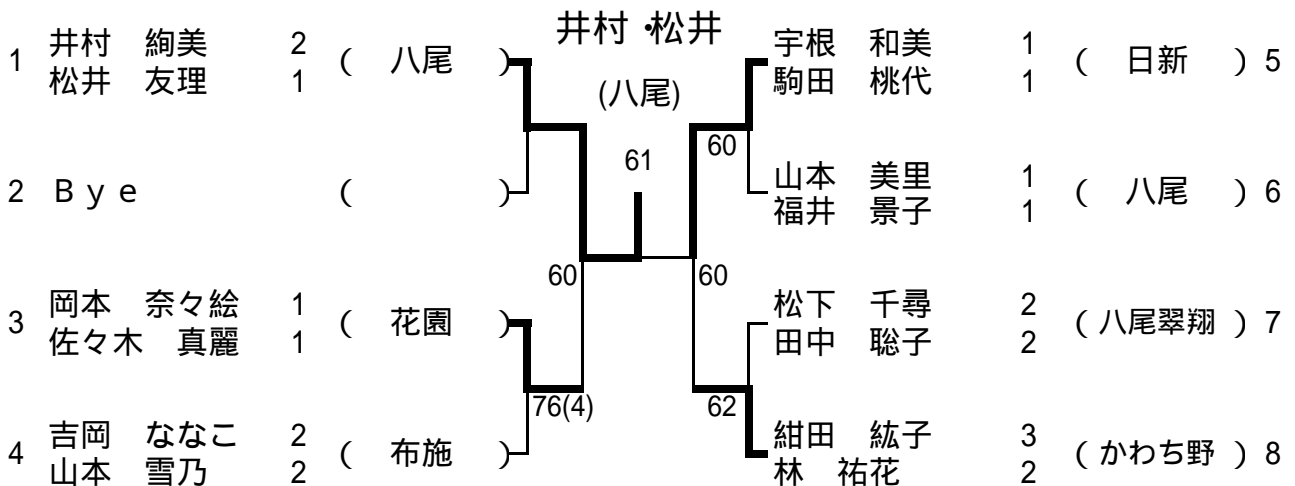 井村・松井
(八尾)
1 井村 絢美 2 ( 八尾 )
松井 友理 1
2 Bye ( )
3 岡本 奈々絵 1 ( 花園 )
佐々木 真麗 1
4 吉岡 ななこ 2 ( 布施 )
山本 雪乃 2
60
76(4)
61
60
60
62
宇根 和美 1 ( 日新 ) 5
駒田 桃代 1
山本 美里 1 ( 八尾 ) 6
福井 景子 1
松下 千尋 2 ( 八尾翠翔 ) 7
田中 聡子 2
紺田 紘子 3 ( かわち野 ) 8
林 祐花 2